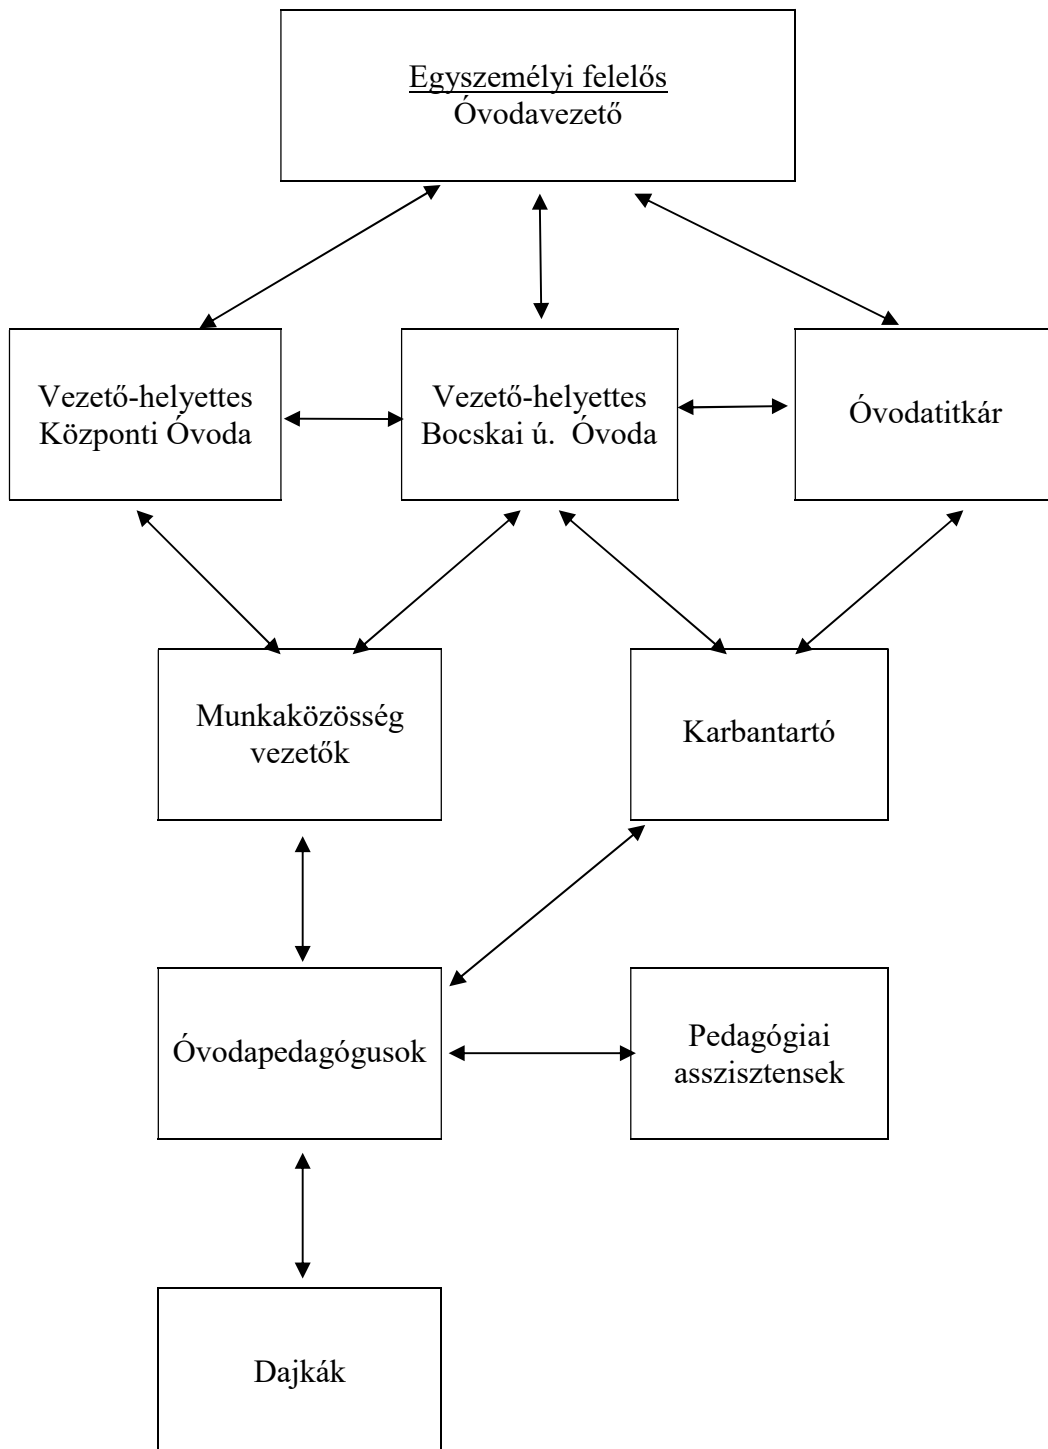 Egyszemélyi felelős
Óvodavezető
Vezető-helyettes
Központi Óvoda
Vezető-helyettes
Bocskai ú.  Óvoda
Óvodatitkár
Munkaközösség
vezetők
Karbantartó
Óvodapedagógusok
Pedagógiai
asszisztensek
Dajkák